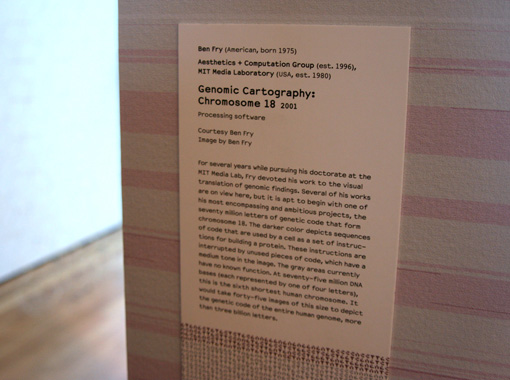 Ben Fry (American, born 1975)
Aesthetics + Computation Group (est. 1996),
MIT Media Laboratory (USA, est. 1980)
Genomic Cartography:
Chromosome 18 2001
Processing software
Courtesy Ben Fry
Image by Ben Fry
For several years while pursuing his doctorate at the
MIT Media Lab, Fry devoted his work to the visual
translation of genomic findings. Several of his works
are on view here, but it is apt to begin with one of
his most encompassing and ambitious projects, the
seventy million letters of genetic code that form
chromosome 18. The darker color depicts sequences
of code that are used by a cell as a set of instruc-
tions for building a protein. These instructions are
interrupted by unused pieces of code, which have a
medium tone in the image. The gray areas currently
have no known function. At seventy-five million DNA
bases (each represented by one of four letters),
this is the sixth shortest human chromosome. It
would take forty-five images of this size to depict
the genetic code of the entire human genome, more
than three billion letters.